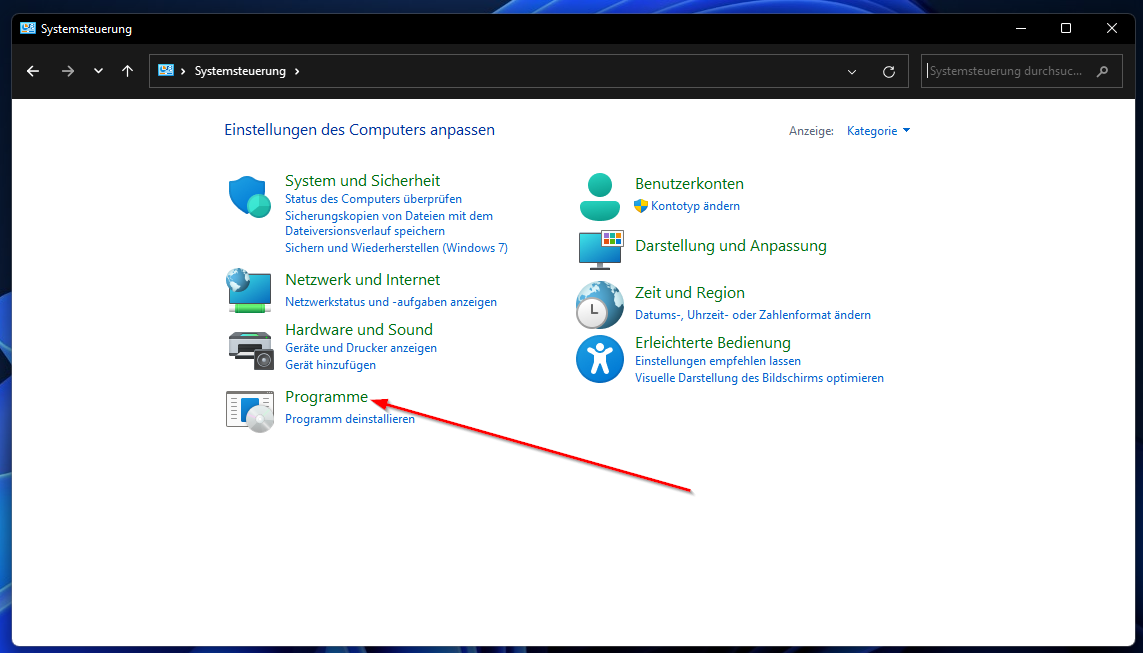 Systemsteuerung
Systemsteuerung
Systemsteuerung durchsuc...
Einstellungen des Computers anpassen
Anzeige: Kategorie
System und Sicherheit
Status des Computers überprüfen
Sicherungskopien von Dateien mit dem
Dateiversionsverlauf speichern
Sichern und Wiederherstellen (Windows 7)
Netzwerk und Internet
Netzwerkstatus und -aufgaben anzeigen
Hardware und Sound
Geräte und Drucker anzeigen
Gerät hinzufügen
Programme
Programm deinstallieren
Benutzerkonten
Kontotyp ändern
Darstellung und Anpassung
Zeit und Region
Datums-, Uhrzeit- oder Zahlenformat ändern
Erleichterte Bedienung
Einstellungen empfehlen lassen
Visuelle Darstellung des Bildschirms optimieren